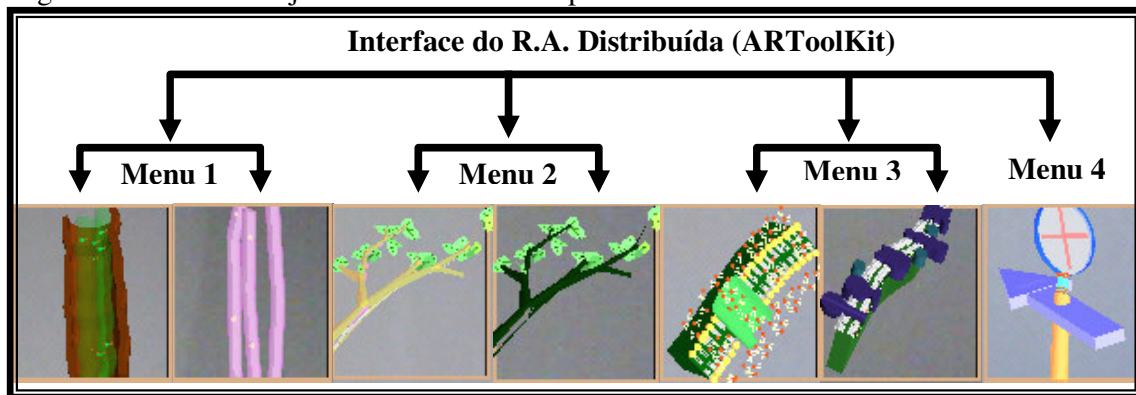 Interface do R.A. Distribuída (ARToolKit)
Menu 1
Menu 2
Menu 3
Menu 4